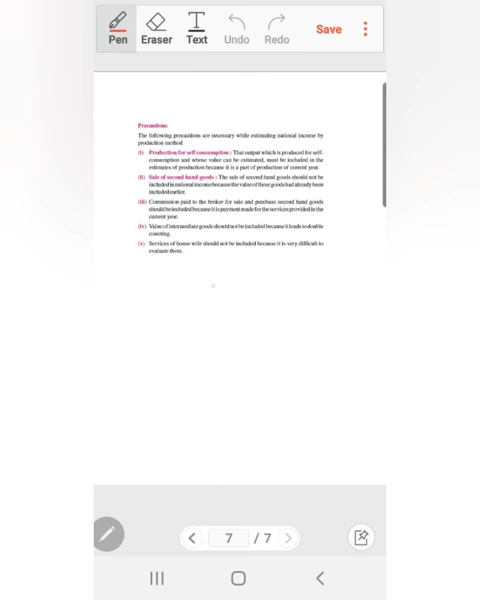 Pen Eraser Text Undo Redo Save
Precautions
The following precautions are necessary while estimating national income by
production method
(i) Production for self consumption : That output which is produced for self-
consumption and whose value can be estimated, must be included in the
estimates of production because it is a part of production of current year.
(ii) Sale of second hand goods : The sale of second hand goods should not be
included in national income because the value of these goods had already been
included earlier.
(iii) Commission paid to the broker for sale and purchase second hand goods
should be included because it is payment made for the services provided in the
current year.
(iv) Value of intermediate goods should not be included because it leads to double
counting.
(v) Services of house wife should not be included because it is very difficult to
evaluate them.
7 / 7